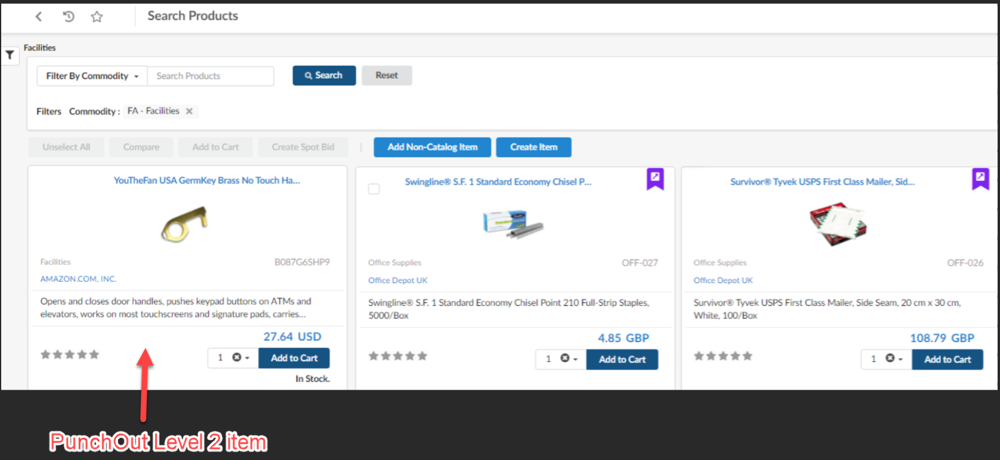 Search Products
Facilities
Filter By Commodity
Search Products
Search
Reset
Filters Commodity : FA - Facilities
Unselect All
Compare
Add to Cart
Create Spot Bid
Add Non-Catalog Item
Create Item
YouTheFan USA GermKey Brass No Touch Ha...
Facilities
B087G6SHP9
AMAZON.COM, INC.
Opens and closes door handles, pushes keypad buttons on ATMs and
elevators, works on most touchscreens and signature pads, carries...
27.64 USD
1
Add to Cart
In Stock.
Swingline® S.F. 1 Standard Economy Chisel P...
Office Supplies
OFF-027
Office Depot UK
Swingline® S.F. 1 Standard Economy Chisel Point 210 Full-Strip Staples,
5000/Box
4.85 GBP
1
Add to Cart
Survivor® Tyvek USPS First Class Mailer, Sid...
Office Supplies
OFF-026
Office Depot UK
Survivor® Tyvek USPS First Class Mailer, Side Seam, 20 cm x 30 cm,
White, 100/Box
108.79 GBP
1
Add to Cart
PunchOut Level 2 item